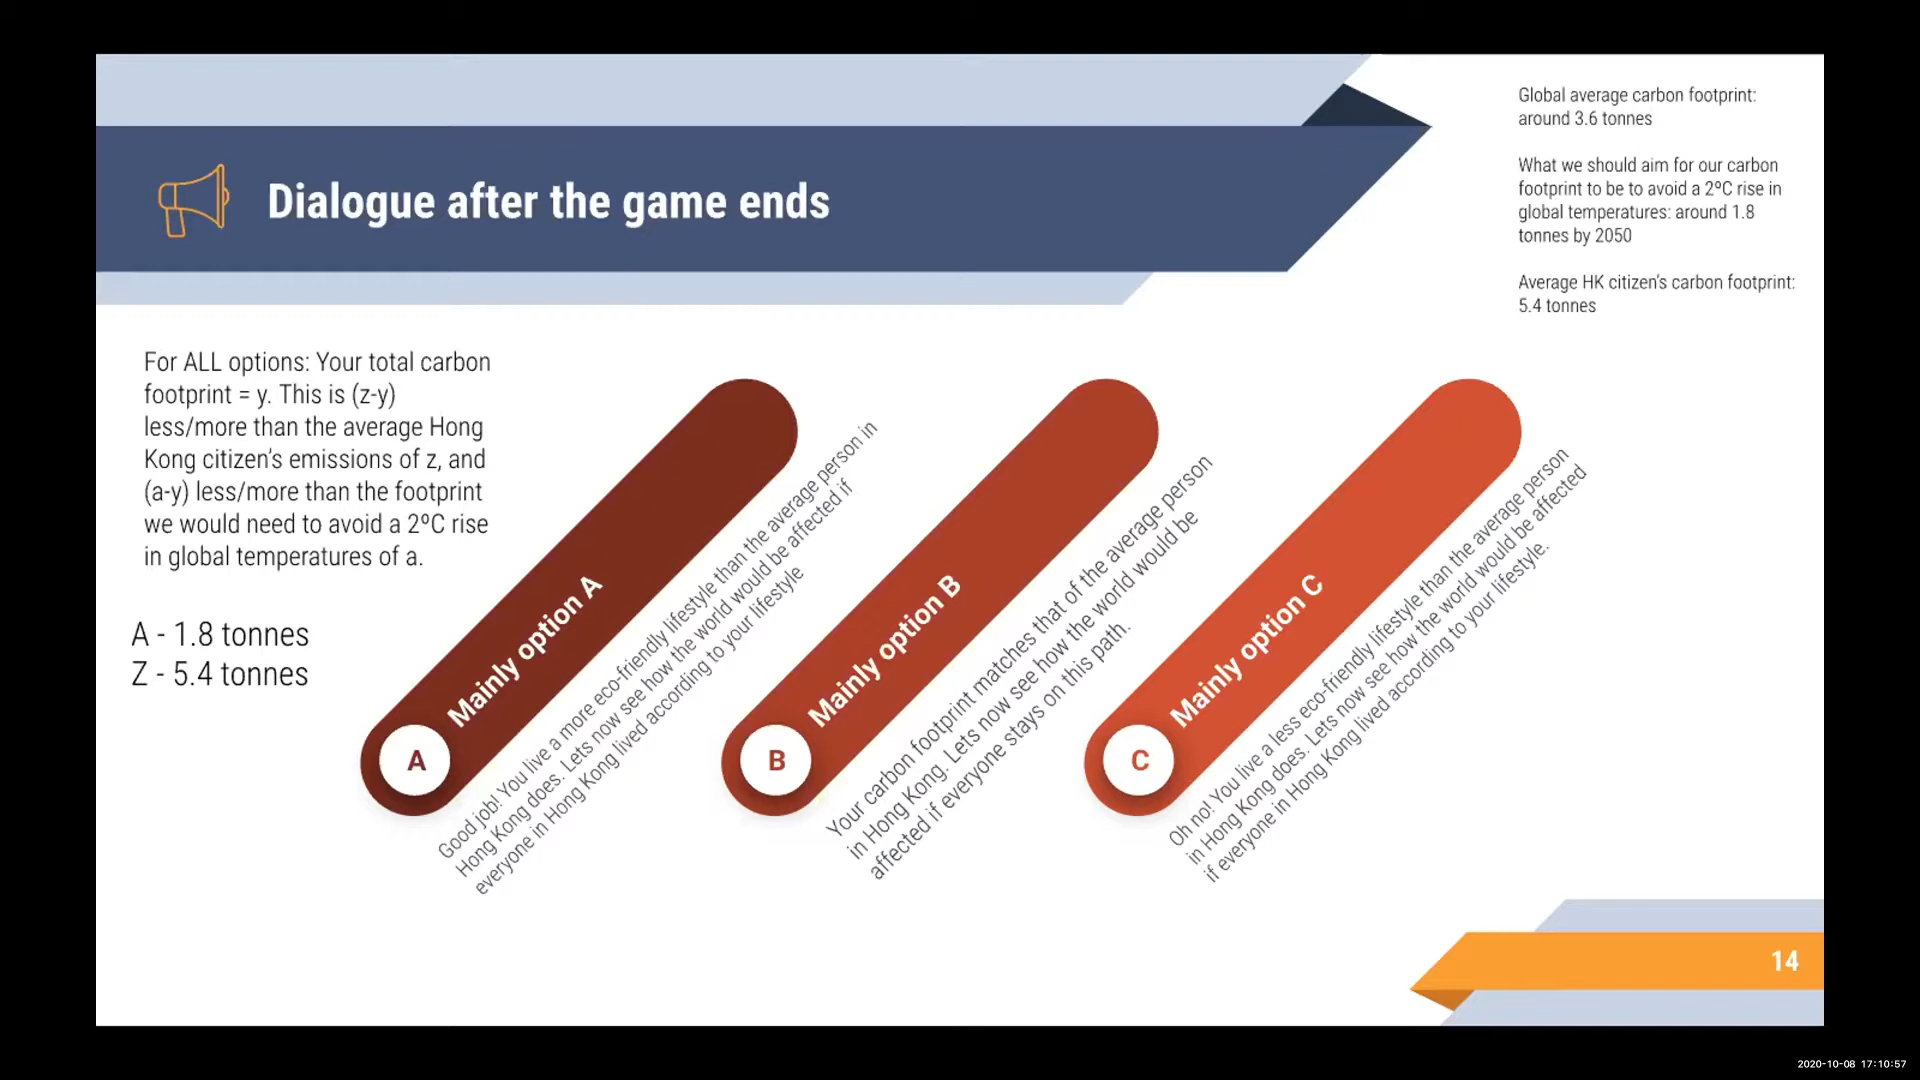 Dialogue after the game ends
Global average carbon footprint:
around 3.6 tonnes
What we should aim for our carbon
footprint to be to avoid a 2ºC rise in
global temperatures: around 1.8
tonnes by 2050
Average HK citizen's carbon footprint:
5.4 tonnes
For ALL options: Your total carbon
footprint = y. This is (z-y)
less/more than the average Hong
Kong citizen's emissions of z, and
(a-y) less/more than the footprint
we would need to avoid a 2ºC rise
in global temperatures of a.
A - 1.8 tonnes
Z - 5.4 tonnes
A
Mainly option A
Good job! You live a more eco-friendly lifestyle than the average person in
Hong Kong does. Lets now see how the world would be affected if
everyone in Hong Kong lived according to your lifestyle
B
Mainly option B
Your carbon footprint matches that of the average person
in Hong Kong. Lets now see how the world would be
affected if everyone stays on this path.
C
Mainly option C
Oh no! You live a less eco-friendly lifestyle than the average person
in Hong Kong does. Lets now see how the world would be affected
if everyone in Hong Kong lived according to your lifestyle.
14
2020-10-08 17:10:57